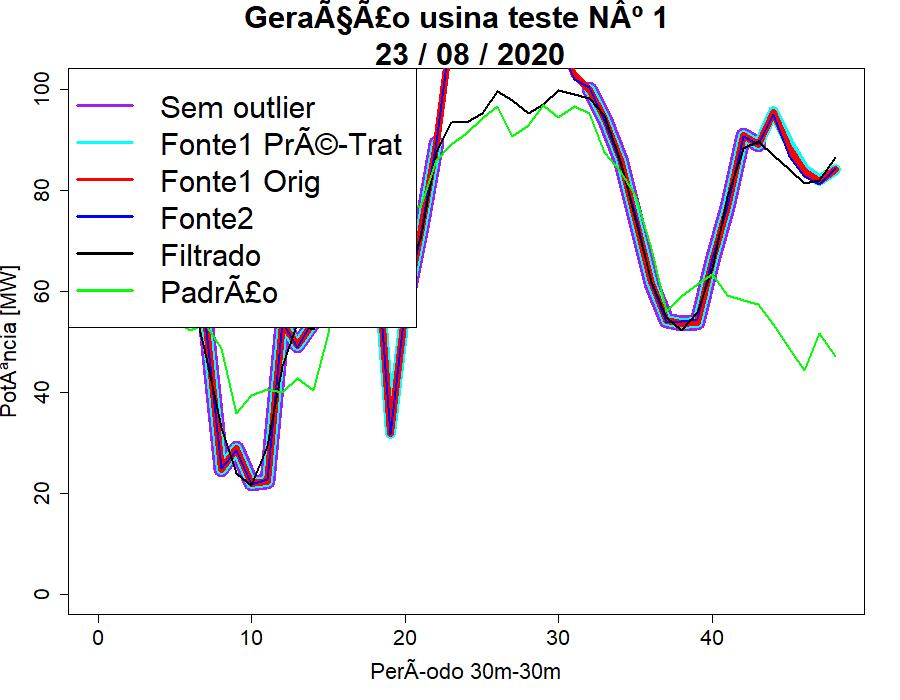 GeraÃ§Ã£o usina teste NÂº 1
23 / 08 / 2020
Sem outlier
Fonte1 PrÃ©-Trat
Fonte1 Orig
Fonte2
Filtrado
PadrÃ£o
PotÃªncia [MW]
100
80
60
40
20
0
0 10 20 30 40
PerÃ­odo 30m-30m